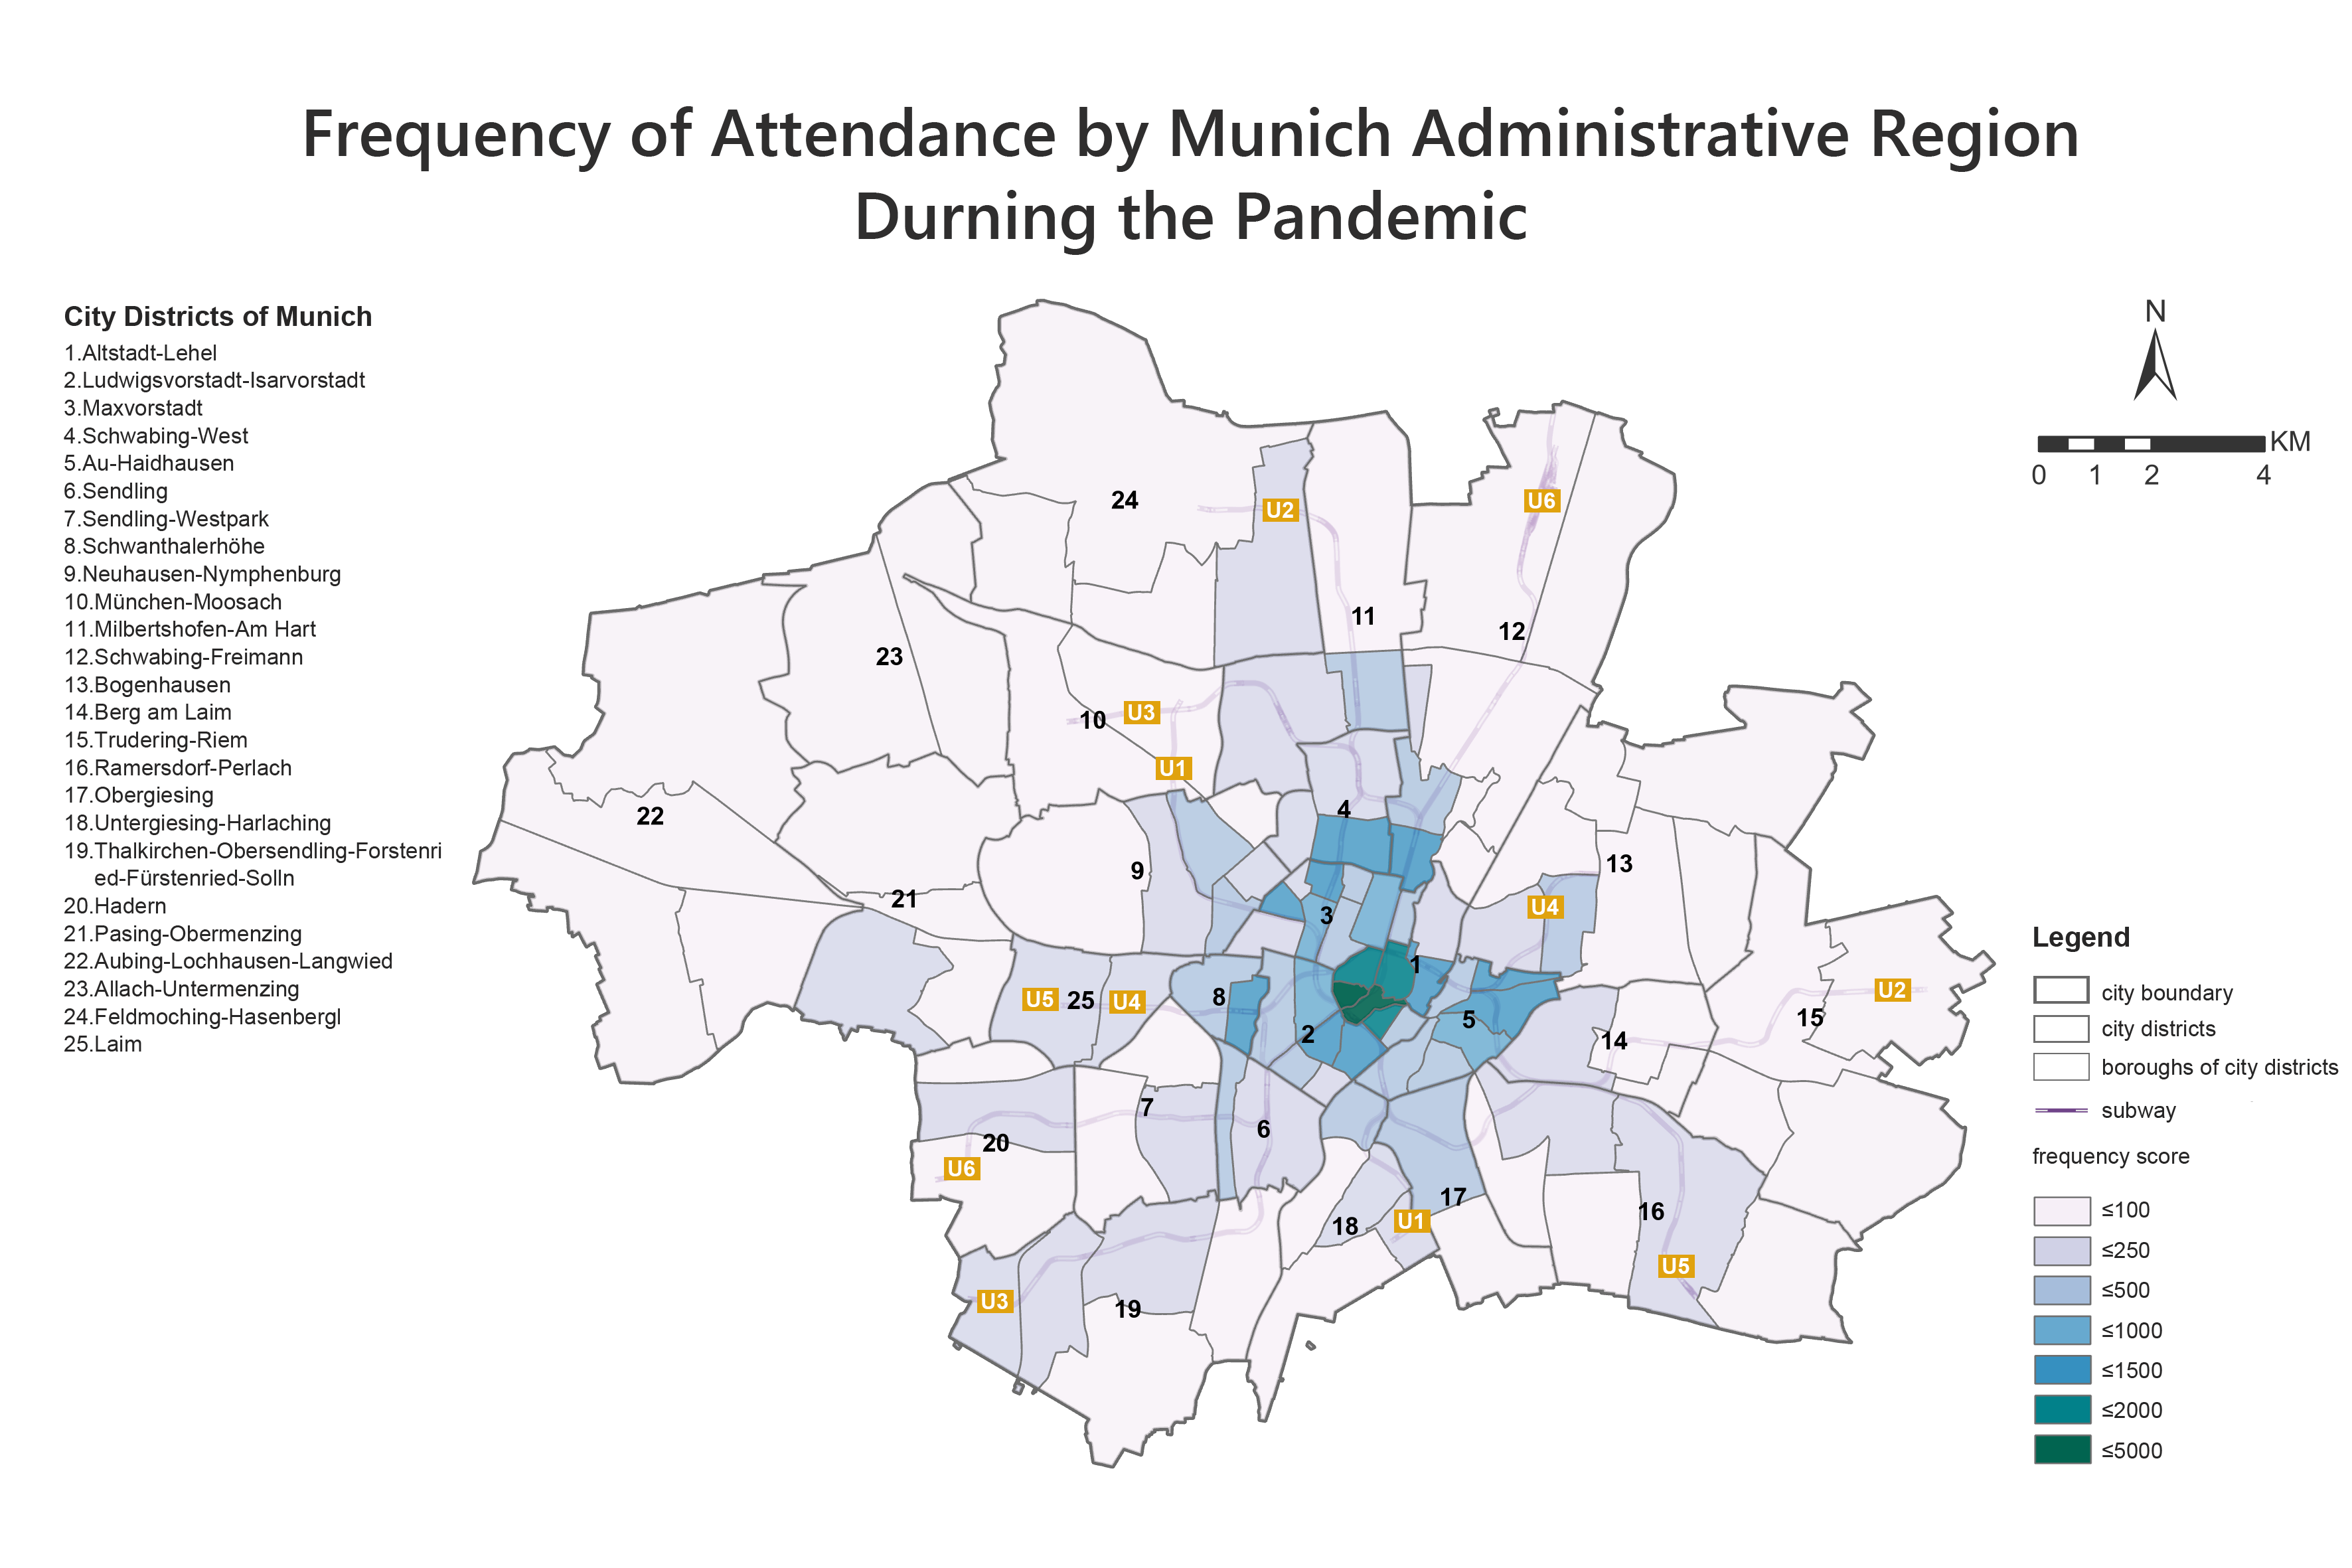 Frequency of Attendance by Munich Administrative Region
Durning the Pandemic
City Districts of Munich
1.Altstadt-Lehel
2.Ludwigsvorstadt-Isarvorstadt
3.Maxvorstadt
4.Schwabing-West
5.Au-Haidhausen
6.Sendling
7.Sendling-Westpark
8.Schwanthalerhöhe
9.Neuhausen-Nymphenburg
10.München-Moosach
11.Milbertshofen-Am Hart
12.Schwabing-Freimann
13.Bogenhausen
14.Berg am Laim
15.Trudering-Riem
16.Ramersdorf-Perlach
17.Obergiesing
18.Untergiesing-Harlaching
19.Thalkirchen-Obersendling-Forstenri
ed-Fürstenried-Solln
20.Hadern
21.Pasing-Obermenzing
22.Aubing-Lochhausen-Langwied
23.Allach-Untermenzing
24.Feldmoching-Hasenbergl
25.Laim
24
U2
U6
11
12
23
10
U3
U1
22
4
9
21
13
3
U4
1
U5
25
U4
8
2
5
14
15
U2
7
20
6
U6
17
18
U1
16
U5
U3
19
N
KM
0 1 2 4
Legend
city boundary
city districts
boroughs of city districts
subway
frequency score
≤100
≤250
≤500
≤1000
≤1500
≤2000
≤5000